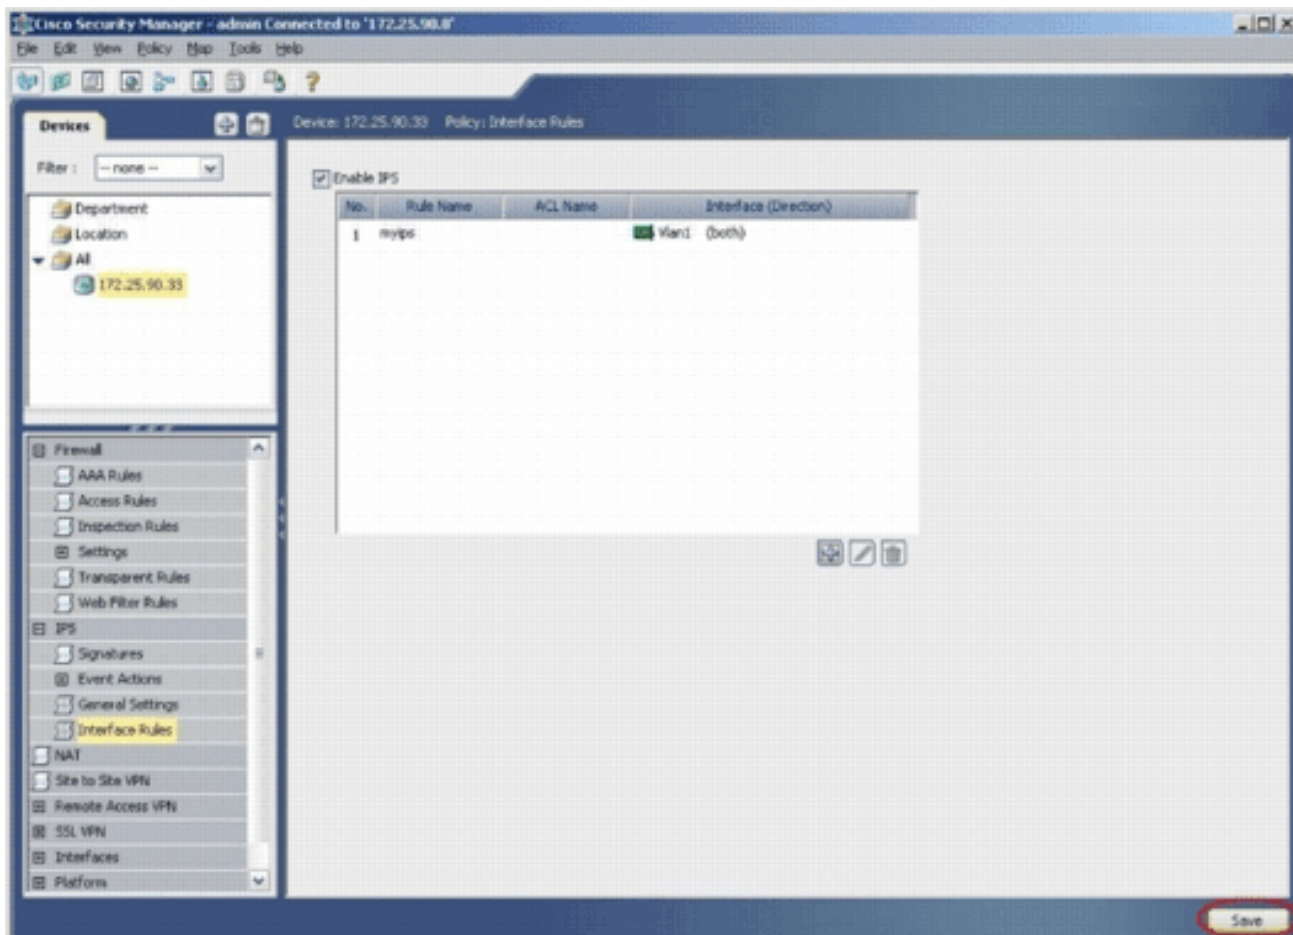 Cisco Security Manager - admin Connected to '172.25.90.8'
File Edit View Policy Map Tools Help
Devices
Device: 172.25.90.33 Policy: Interface Rules
Filter : -- none --
Enable IPS
No. Rule Name ACL Name Interface (Direction)
1 myips Vlan1 (both)
Department
Location
All
172.25.90.33
Firewall
AAA Rules
Access Rules
Inspection Rules
Settings
Transparent Rules
Web Filter Rules
IPS
Signatures
Event Actions
General Settings
Interface Rules
NAT
Site to Site VPN
Remote Access VPN
SSL VPN
Interfaces
Platform
Save